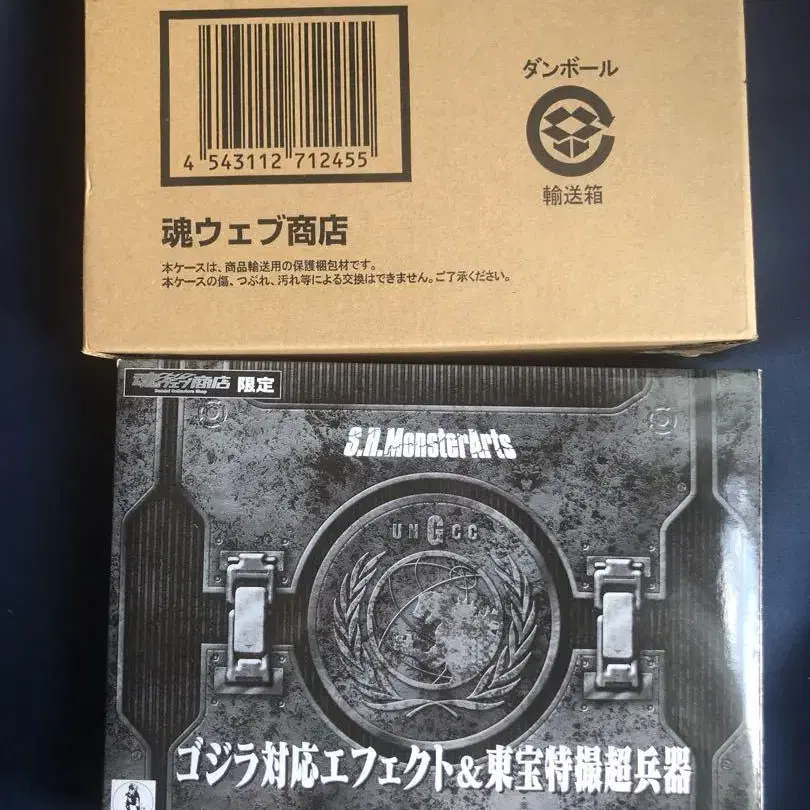 4 543112 712455
ダンボール
輸送箱
魂ウェブ商店
本ケースは、商品輸送用の保護梱包材です。
本ケースの傷、つぶれ、汚れ等による交換はできません。ご了承ください。
魂ウェブ商店 限定
S.H.MonsterArts
UNGCC
ゴジラ対応エフェクト&東宝特撮超兵器